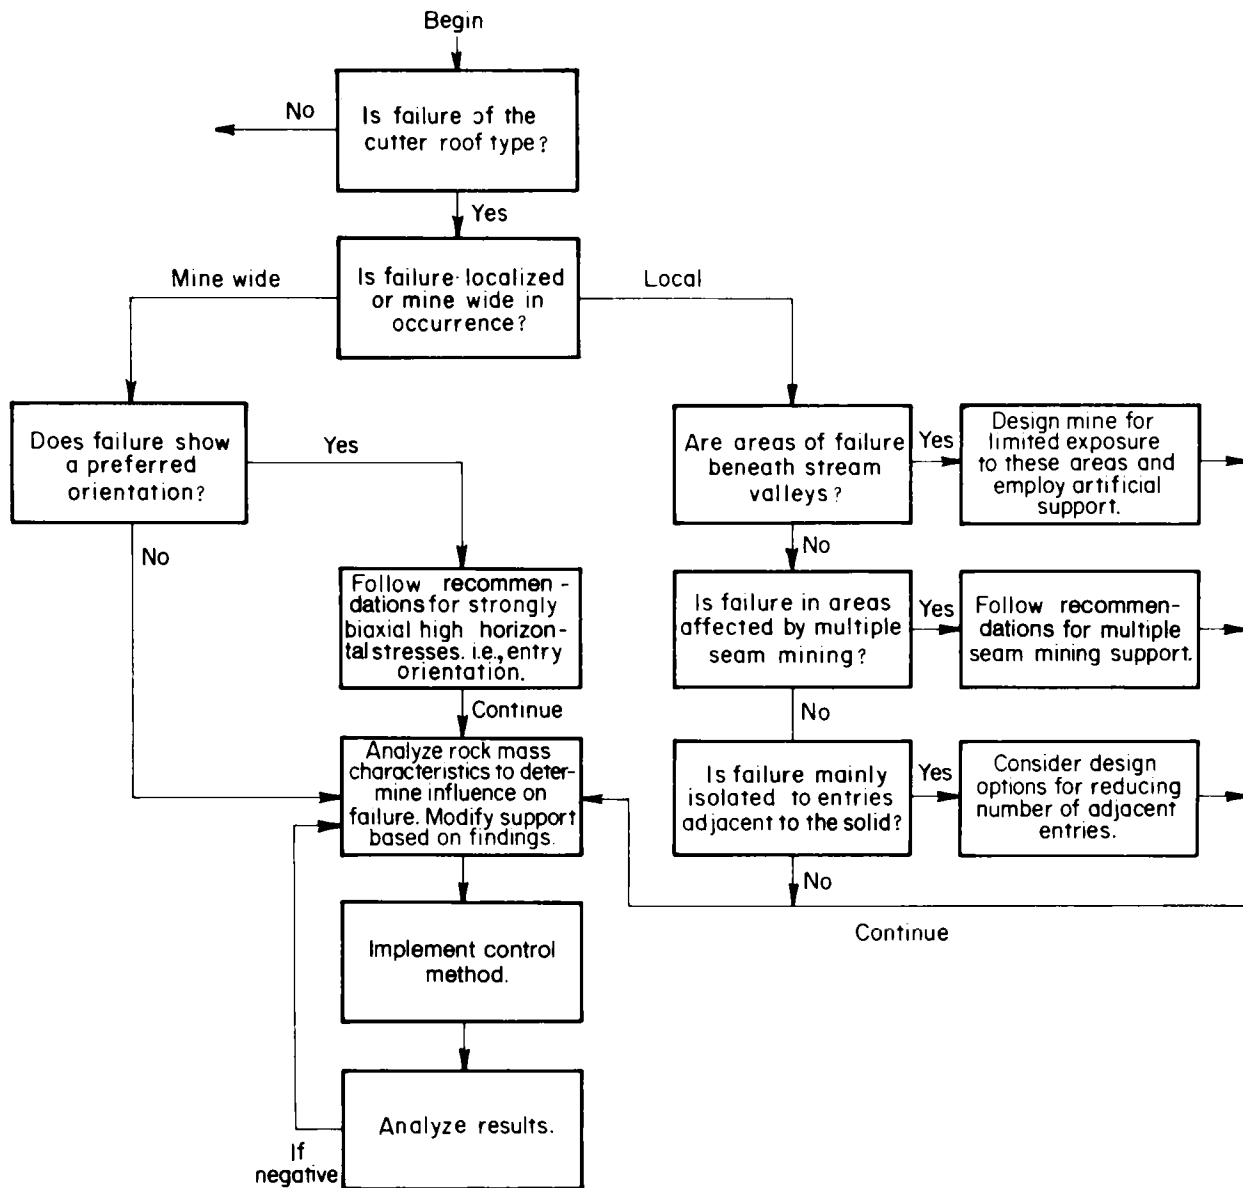 Begin
No
Is failure of the
cutter roof type?
Yes
Mine wide
Is failure localized
or mine wide in
occurrence?
Local
Does failure show
a preferred
orientation?
Yes
No
Are areas of failure
beneath stream
valleys?
Yes
Design mine for
limited exposure
to these areas and
employ artificial
support.
No
Follow recommen-
dations for strongly
biaxial high horizon-
tal stresses. i.e., entry
orientation.
Continue
Is failure in areas
affected by multiple
seam mining?
Yes
Follow recommen-
dations for multiple
seam mining support.
No
Analyze rock mass
characteristics to deter-
mine influence on
failure. Modify support
based on findings.
Is failure mainly
isolated to entries
adjacent to the solid?
Yes
Consider design
options for reducing
number of adjacent
entries.
No
Continue
Implement control
method.
Analyze results.
If
negative